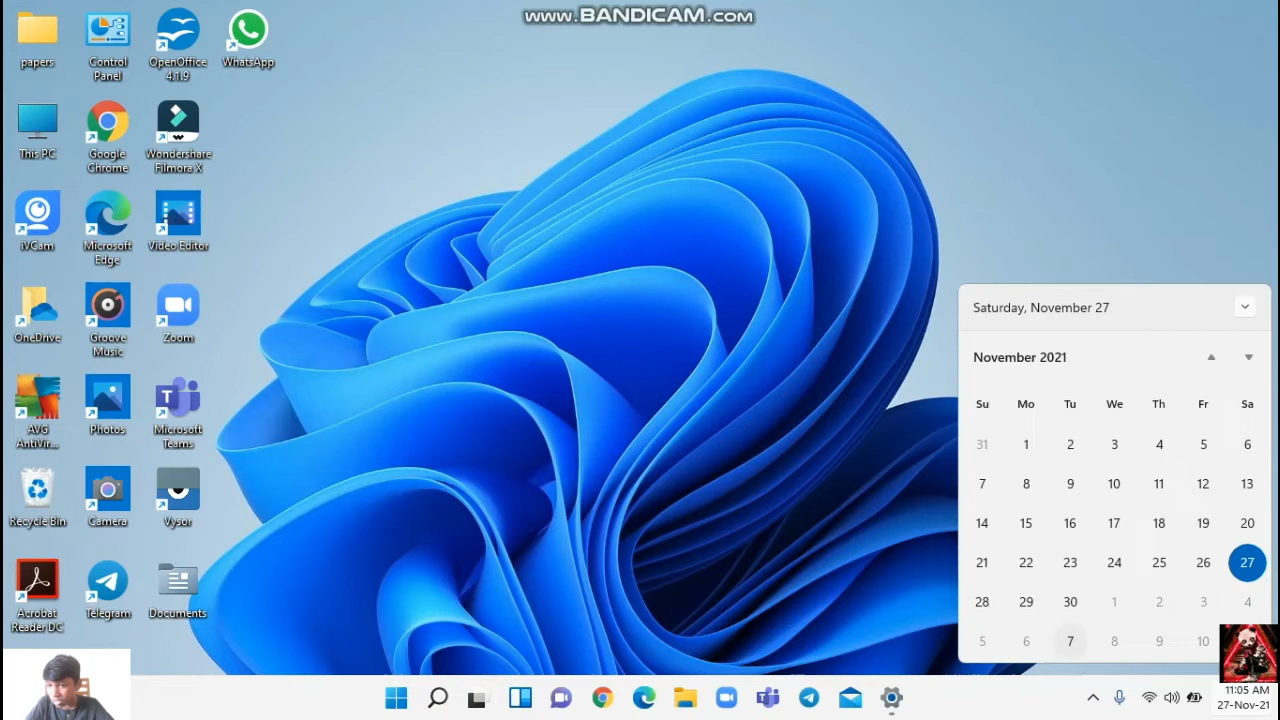 www.BANDICAM.com
papers
Control
Panel
OpenOffice
4.1.9
WhatsApp
This PC
Google
Chrome
Wondershare
Filmora X
iVCam
Microsoft
Edge
Video Editor
OneDrive
Groove
Music
Zoom
AVG
AntiVir...
Photos
Microsoft
Teams
Recycle Bin
Camera
Vysor
Acrobat
Reader DC
Telegram
Documents
Saturday, November 27
November 2021
Su Mo Tu We Th Fr Sa
31 1 2 3 4 5 6
7 8 9 10 11 12 13
14 15 16 17 18 19 20
21 22 23 24 25 26 27
28 29 30 1 2 3 4
5 6 7 8 9 10
11:05 AM
27-Nov-21